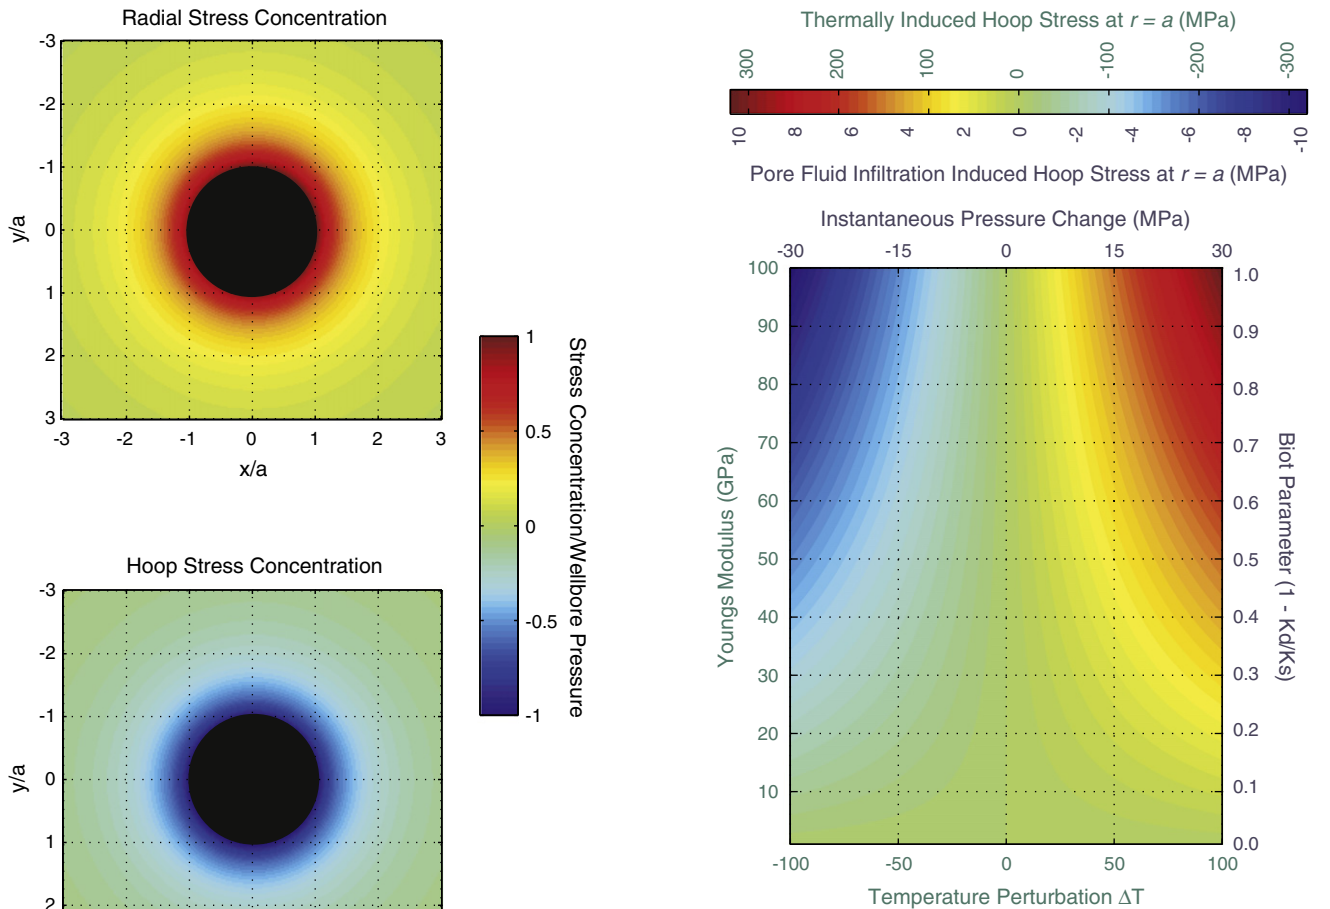 Radial Stress Concentration
-3
-2
-1
0
1
2
3
y/a
-3 -2 -1 0 1 2 3
x/a
Hoop Stress Concentration
-3
-2
-1
0
1
2
y/a
1
0.5
0
-0.5
-1
Stress Concentration/Wellbore Pressure
Thermally Induced Hoop Stress at r = a (MPa)
300 200 100 0 -100 -200 -300
10 8 6 4 2 0 -2 -4 -6 -8 -10
Pore Fluid Infiltration Induced Hoop Stress at r = a (MPa)
Instantaneous Pressure Change (MPa)
-30 -15 0 15 30
100
90
80
70
60
50
40
30
20
10
Youngs Modulus (GPa)
1.0
0.9
0.8
0.7
0.6
0.5
0.4
0.3
0.2
0.1
0.0
Biot Parameter (1 - Kd/Ks)
-100 -50 0 50 100
Temperature Perturbation ΔT